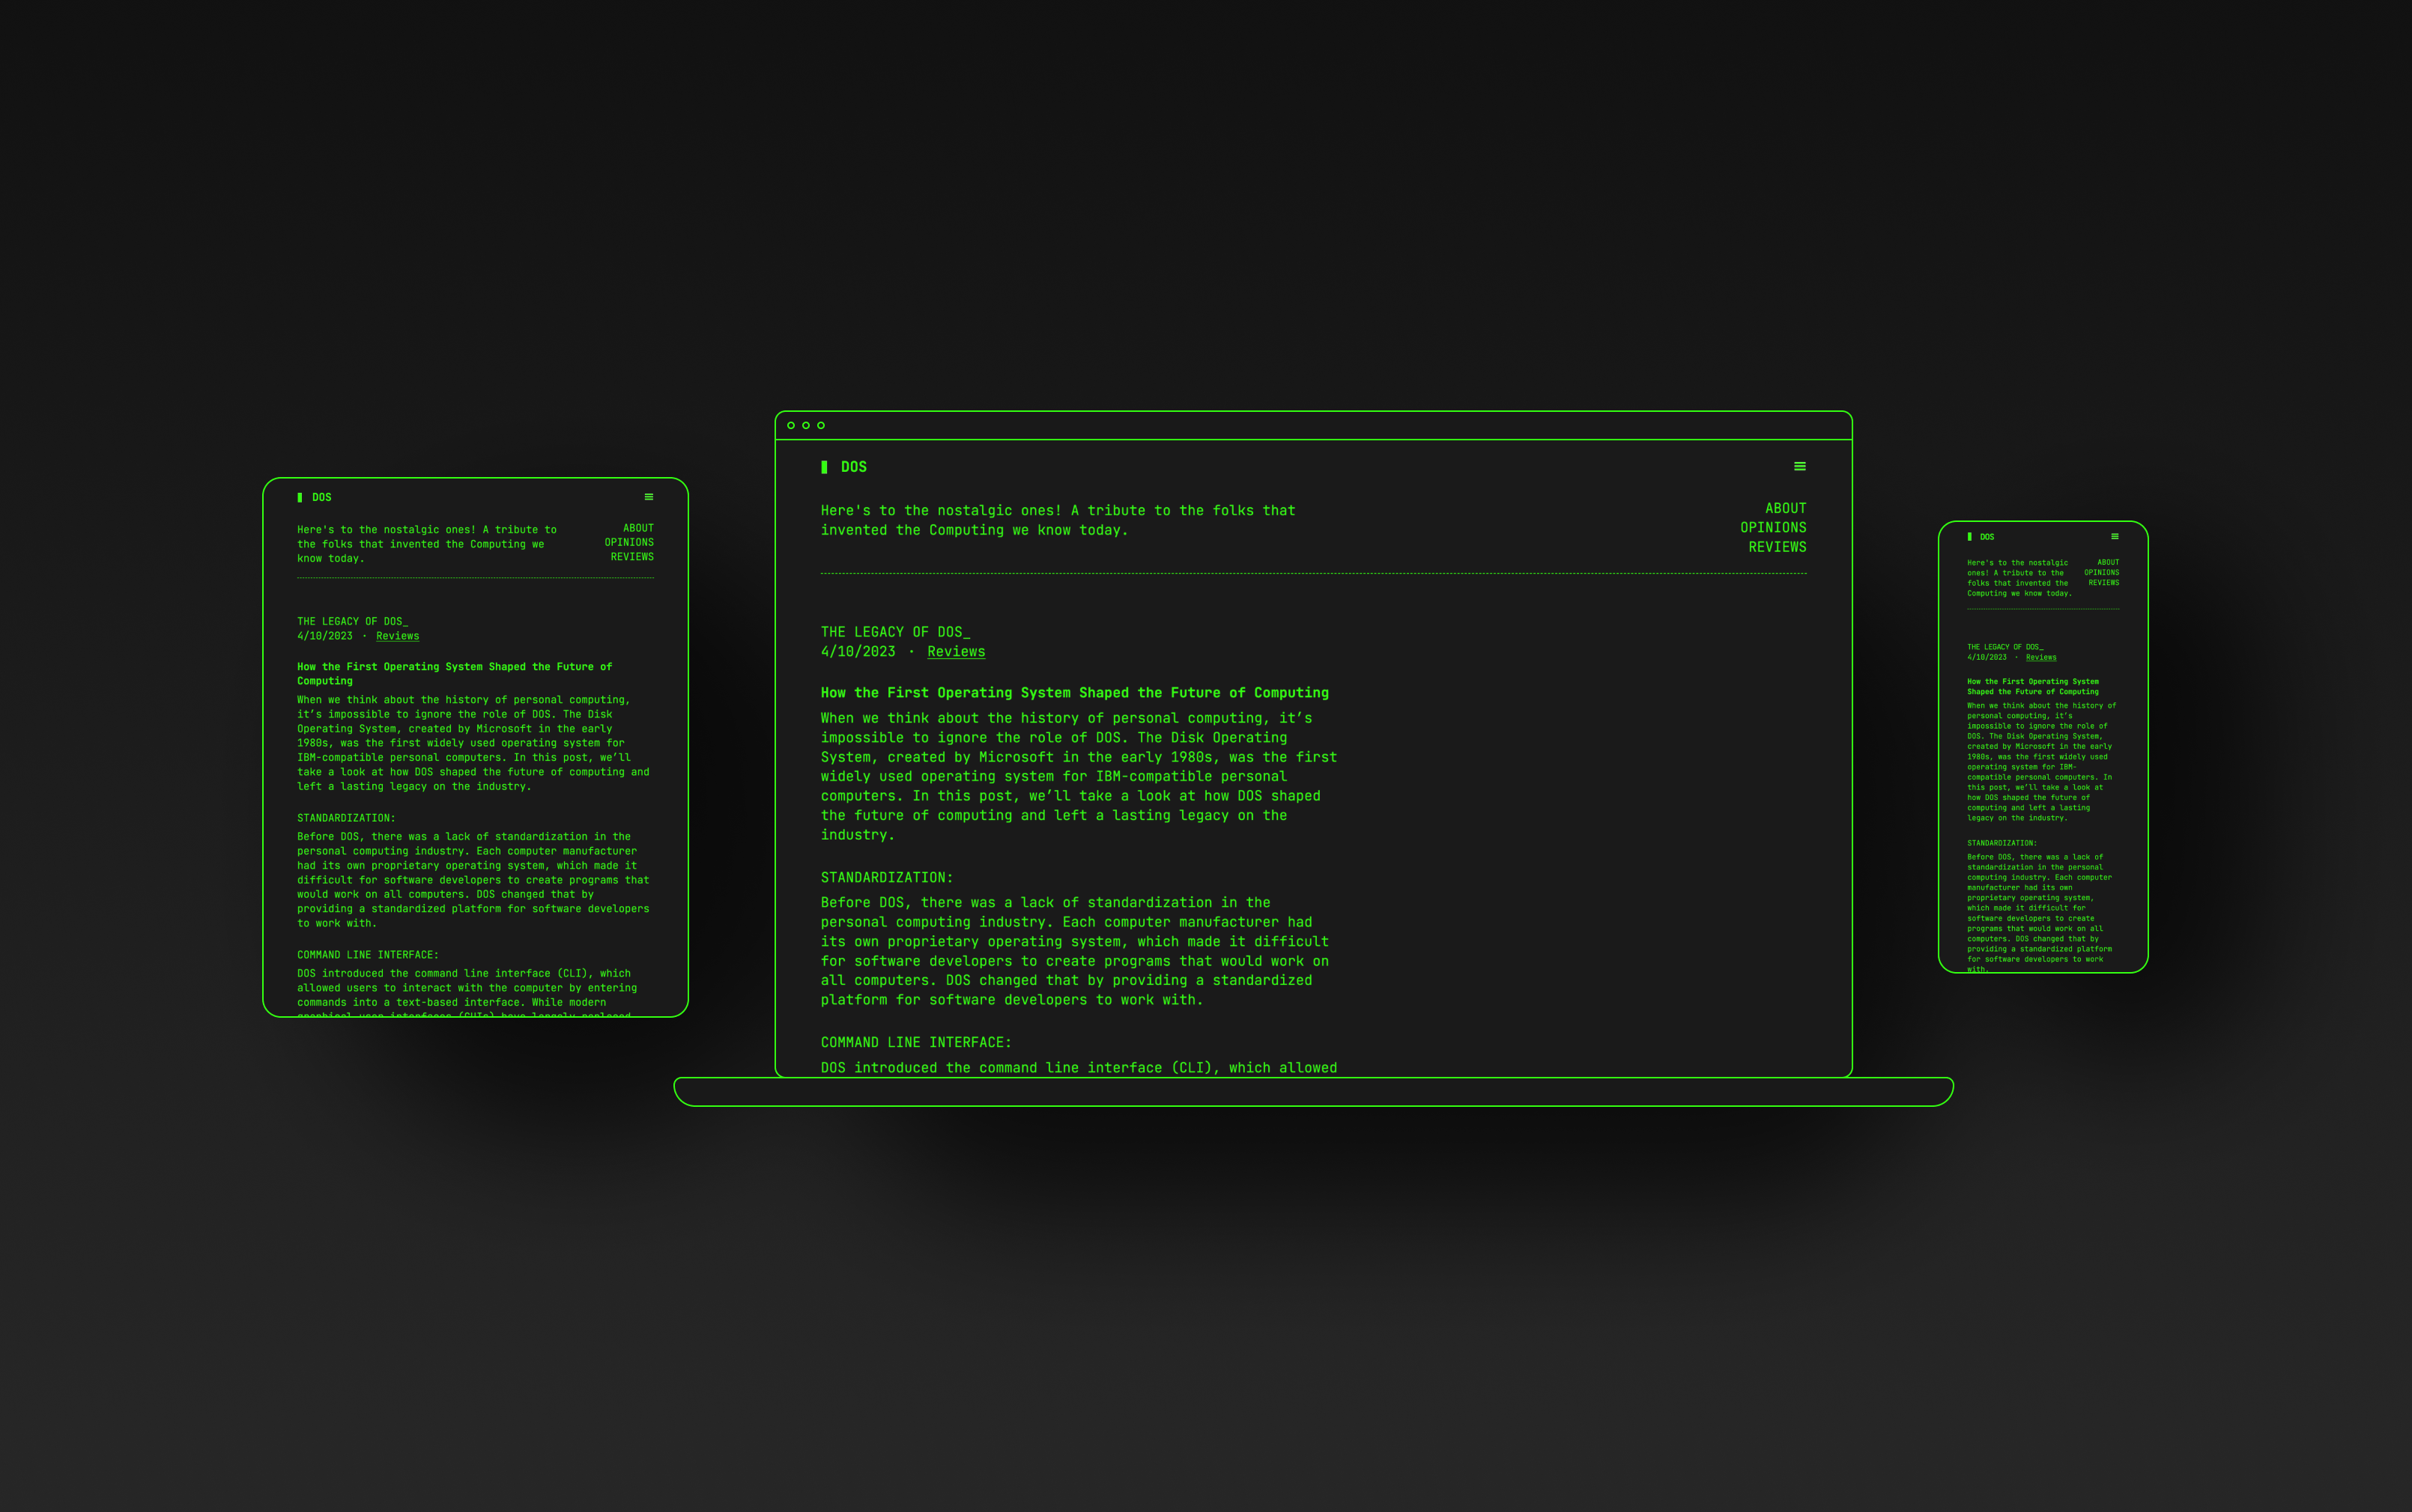 DOS
Here's to the nostalgic ones! A tribute to
the folks that invented the Computing we
know today.
ABOUT
OPINIONS
REVIEWS
THE LEGACY OF DOS_
4/10/2023 · Reviews
How the First Operating System Shaped the Future of
Computing
When we think about the history of personal computing,
it’s impossible to ignore the role of DOS. The Disk
Operating System, created by Microsoft in the early
1980s, was the first widely used operating system for
IBM-compatible personal computers. In this post, we’ll
take a look at how DOS shaped the future of computing and
left a lasting legacy on the industry.
STANDARDIZATION:
Before DOS, there was a lack of standardization in the
personal computing industry. Each computer manufacturer
had its own proprietary operating system, which made it
difficult for software developers to create programs that
would work on all computers. DOS changed that by
providing a standardized platform for software developers
to work with.
COMMAND LINE INTERFACE:
DOS introduced the command line interface (CLI), which
allowed users to interact with the computer by entering
commands into a text-based interface. While modern
DOS
Here's to the nostalgic ones! A tribute to the folks that
invented the Computing we know today.
ABOUT
OPINIONS
REVIEWS
THE LEGACY OF DOS_
4/10/2023 · Reviews
How the First Operating System Shaped the Future of Computing
When we think about the history of personal computing, it’s
impossible to ignore the role of DOS. The Disk Operating
System, created by Microsoft in the early 1980s, was the first
widely used operating system for IBM-compatible personal
computers. In this post, we’ll take a look at how DOS shaped
the future of computing and left a lasting legacy on the
industry.
STANDARDIZATION:
Before DOS, there was a lack of standardization in the
personal computing industry. Each computer manufacturer had
its own proprietary operating system, which made it difficult
for software developers to create programs that would work on
all computers. DOS changed that by providing a standardized
platform for software developers to work with.
COMMAND LINE INTERFACE:
DOS introduced the command line interface (CLI), which allowed
DOS
Here's to the nostalgic
ones! A tribute to the
folks that invented the
Computing we know today.
ABOUT
OPINIONS
REVIEWS
THE LEGACY OF DOS_
4/10/2023 · Reviews
How the First Operating System
Shaped the Future of Computing
When we think about the history of
personal computing, it’s
impossible to ignore the role of
DOS. The Disk Operating System,
created by Microsoft in the early
1980s, was the first widely used
operating system for IBM-
compatible personal computers. In
this post, we’ll take a look at
how DOS shaped the future of
computing and left a lasting
legacy on the industry.
STANDARDIZATION:
Before DOS, there was a lack of
standardization in the personal
computing industry. Each computer
manufacturer had its own
proprietary operating system,
which made it difficult for
software developers to create
programs that would work on all
computers. DOS changed that by
providing a standardized platform
for software developers to work
with.